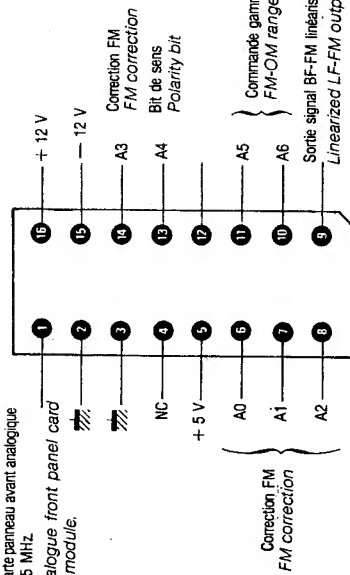 arte panneau avant analogique
5 MHz
alogue front panel card
module.
1
2
3
4
5
6
7
8
NC
+ 5 V
A0
A1
A2
Correction FM
FM correction
16
15
14
13
12
11
10
9
+ 12 V
— 12 V
A3
A4
A5
A6
Correction FM
FM correction
Bit de sens
Polarity bit
Commande gamm
FM-OM range
Sortie signal BF-FM linéaris
Linearized LF-FM outp